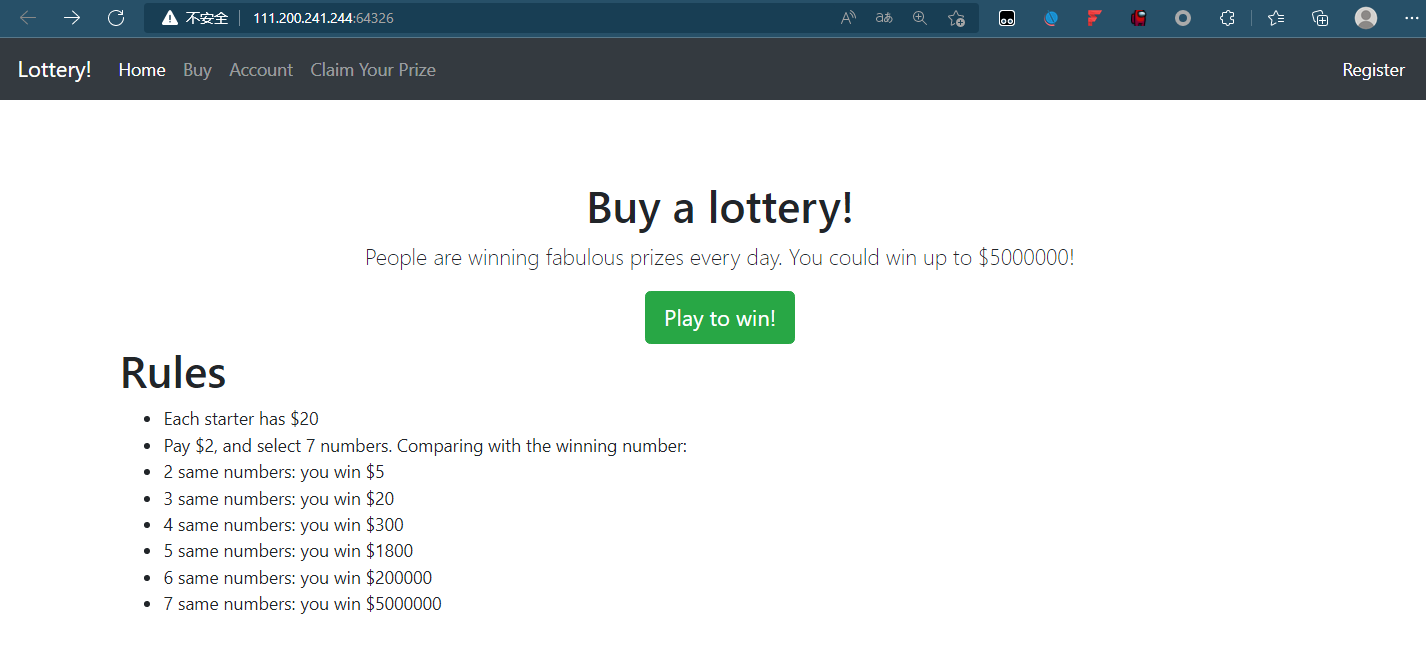 不安全 111.200.241.244:64326
Lottery! Home Buy Account Claim Your Prize Register
Buy a lottery!
People are winning fabulous prizes every day. You could win up to $5000000!
Play to win!
Rules
Each starter has $20
Pay $2, and select 7 numbers. Comparing with the winning number:
2 same numbers: you win $5
3 same numbers: you win $20
4 same numbers: you win $300
5 same numbers: you win $1800
6 same numbers: you win $200000
7 same numbers: you win $5000000